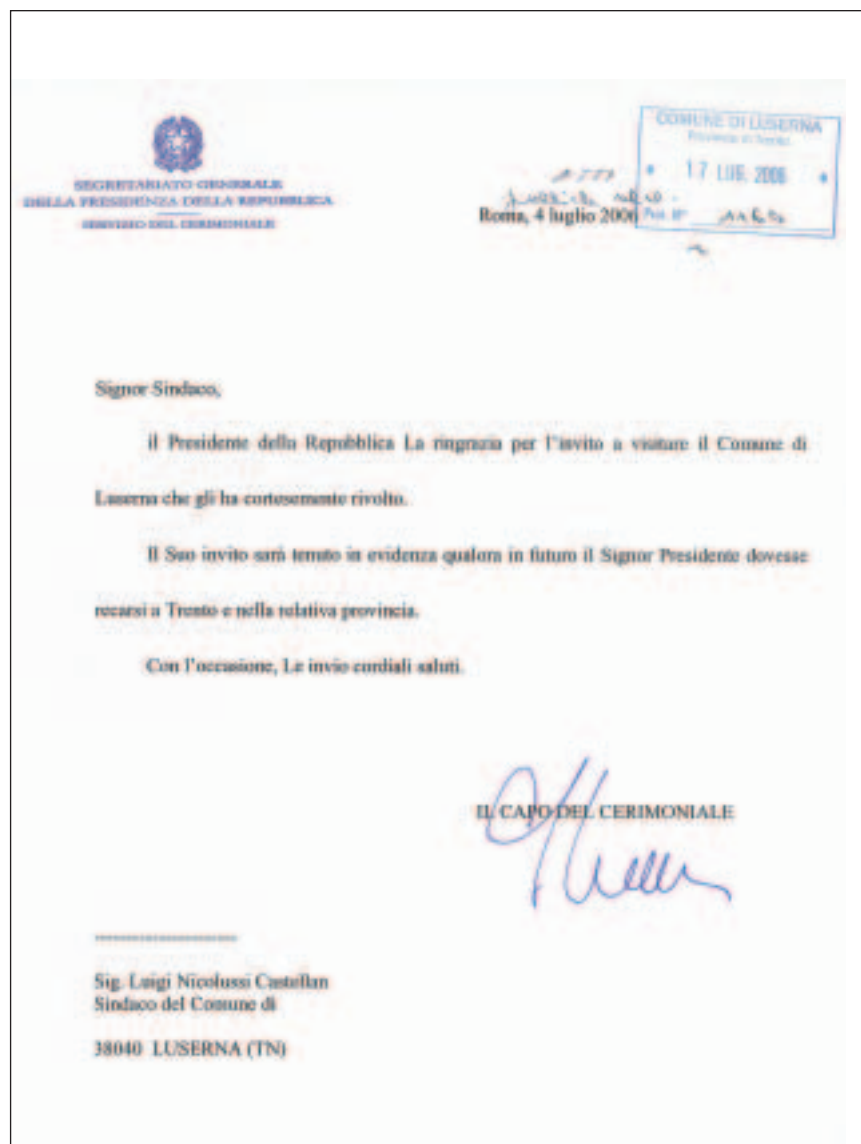 SEGRETARIATO GENERALE
DELLA PRESIDENZA DELLA REPUBBLICA
SERVIZIO DEL CERIMONIALE
COMUNE DI LUSERNA
Provincia di Trento
17 LUG. 2006
Prot. N°
Roma, 4 luglio 2006
Signor Sindaco,
il Presidente della Repubblica La ringrazia per l'invito a visitare il Comune di
Luserna che gli ha cortesemente rivolto.
Il Suo invito sarà tenuto in evidenza qualora in futuro il Signor Presidente dovesse
recarsi a Trento e nella relativa provincia.
Con l'occasione, Le invio cordiali saluti.
IL CAPO DEL CERIMONIALE
Sig. Luigi Nicolussi Castellan
Sindaco del Comune di
38040 LUSERNA (TN)